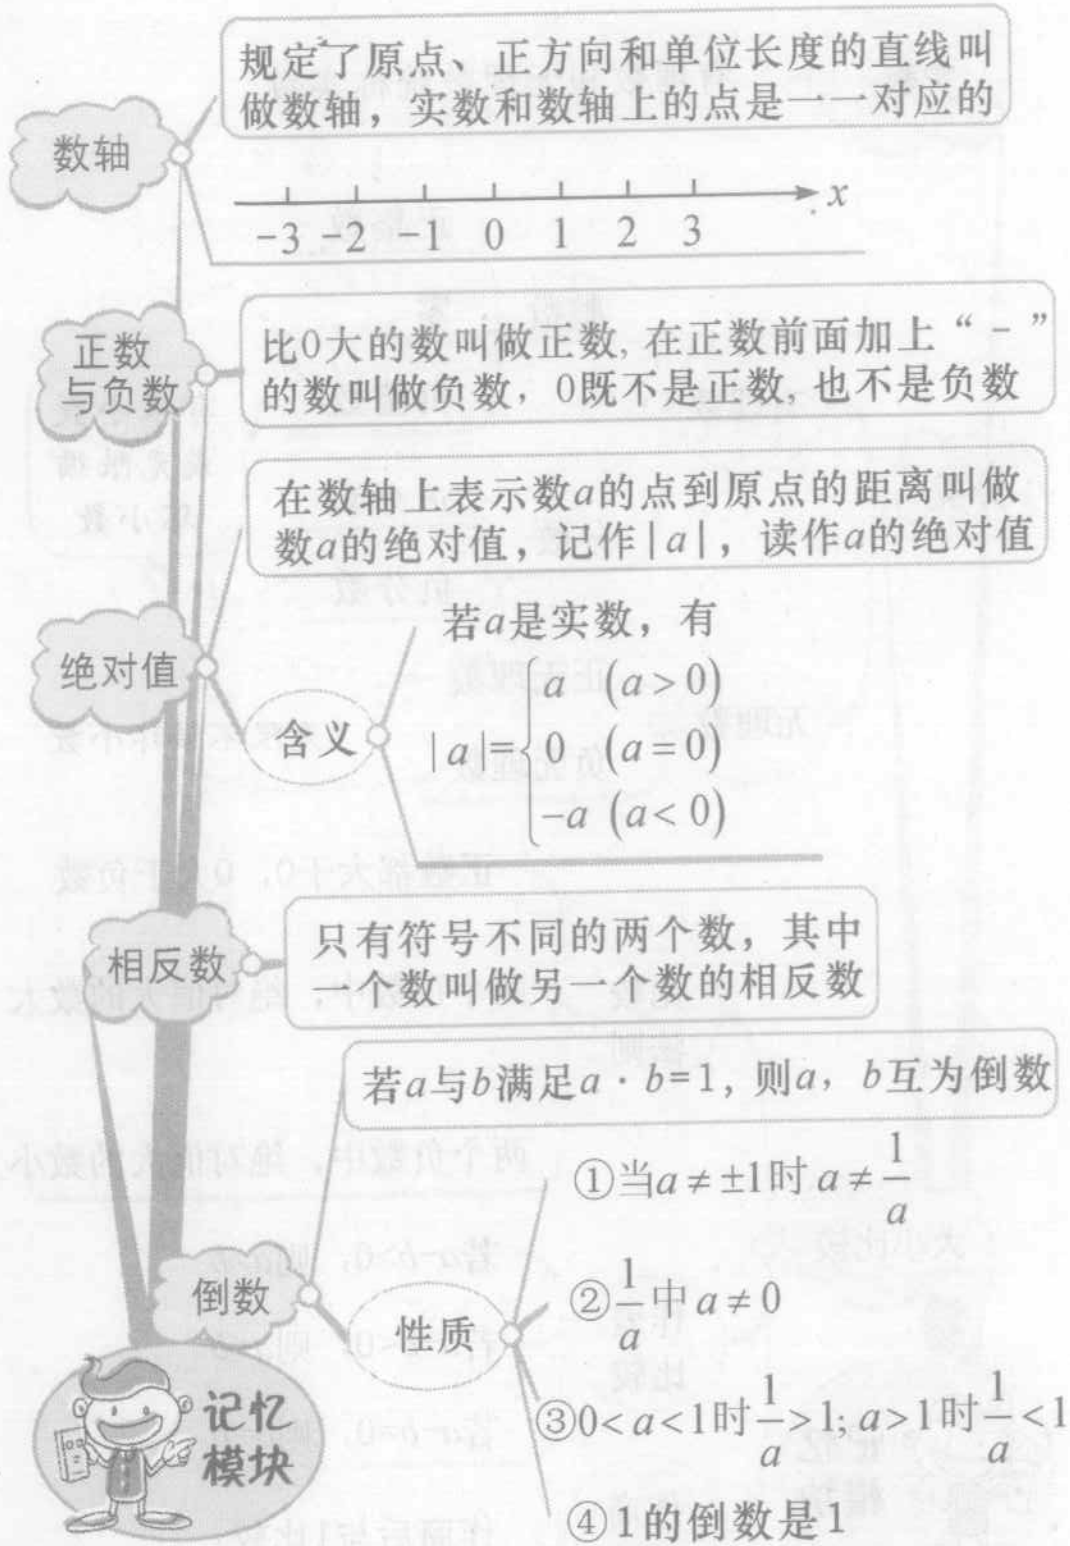 数轴
规定了原点、正方向和单位长度的直线叫
做数轴，实数和数轴上的点是一一对应的
-3 -2 -1 0 1 2 3 x
正数
与负数
比0大的数叫做正数, 在正数前面加上“－”
的数叫做负数，0既不是正数, 也不是负数
绝对值
在数轴上表示数a的点到原点的距离叫做
数a的绝对值，记作|a|，读作a的绝对值
含义
若a是实数，有
|a|={
a (a>0)
0 (a=0)
-a (a<0)
相反数
只有符号不同的两个数，其中
一个数叫做另一个数的相反数
倒数
若a与b满足a·b=1, 则a，b互为倒数
性质
①当a≠±1时 a≠1/a
②1/a中a≠0
③0<a<1时1/a>1; a>1时1/a<1
④1的倒数是1
记忆
模块